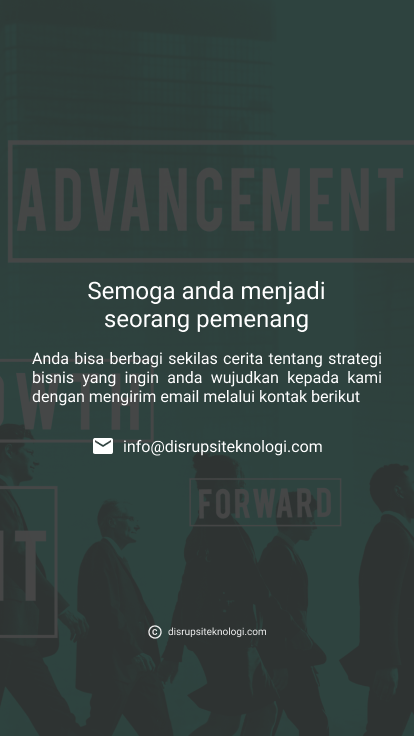 ADVANCEMENT
Semoga anda menjadi
seorang pemenang
Anda bisa berbagi sekilas cerita tentang strategi
bisnis yang ingin anda wujudkan kepada kami
dengan mengirim email melalui kontak berikut
OWTH
info@disrupsiteknologi.com
FORWARD
NT
© disrupsiteknologi.com